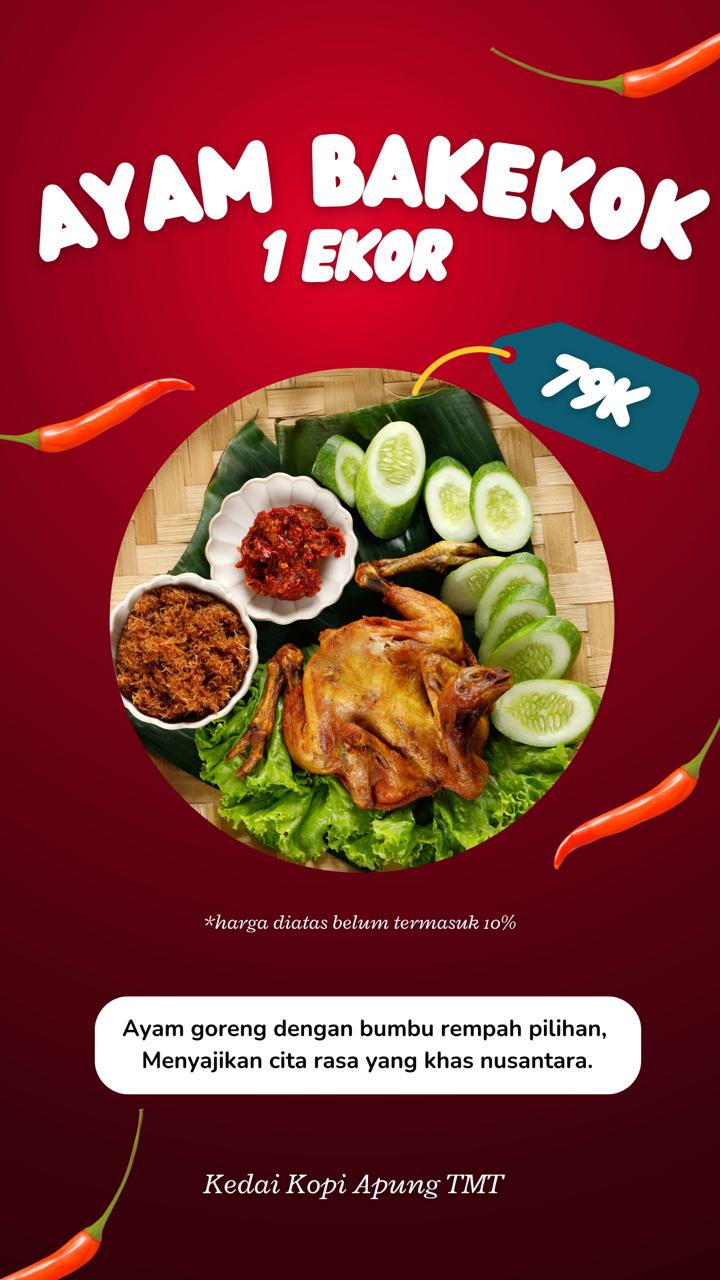 AYAM BAKEKOK
1 EKOR
79K
*harga diatas belum termasuk 10%
Ayam goreng dengan bumbu rempah pilihan,
Menyajikan cita rasa yang khas nusantara.
Kedai Kopi Apung TMT